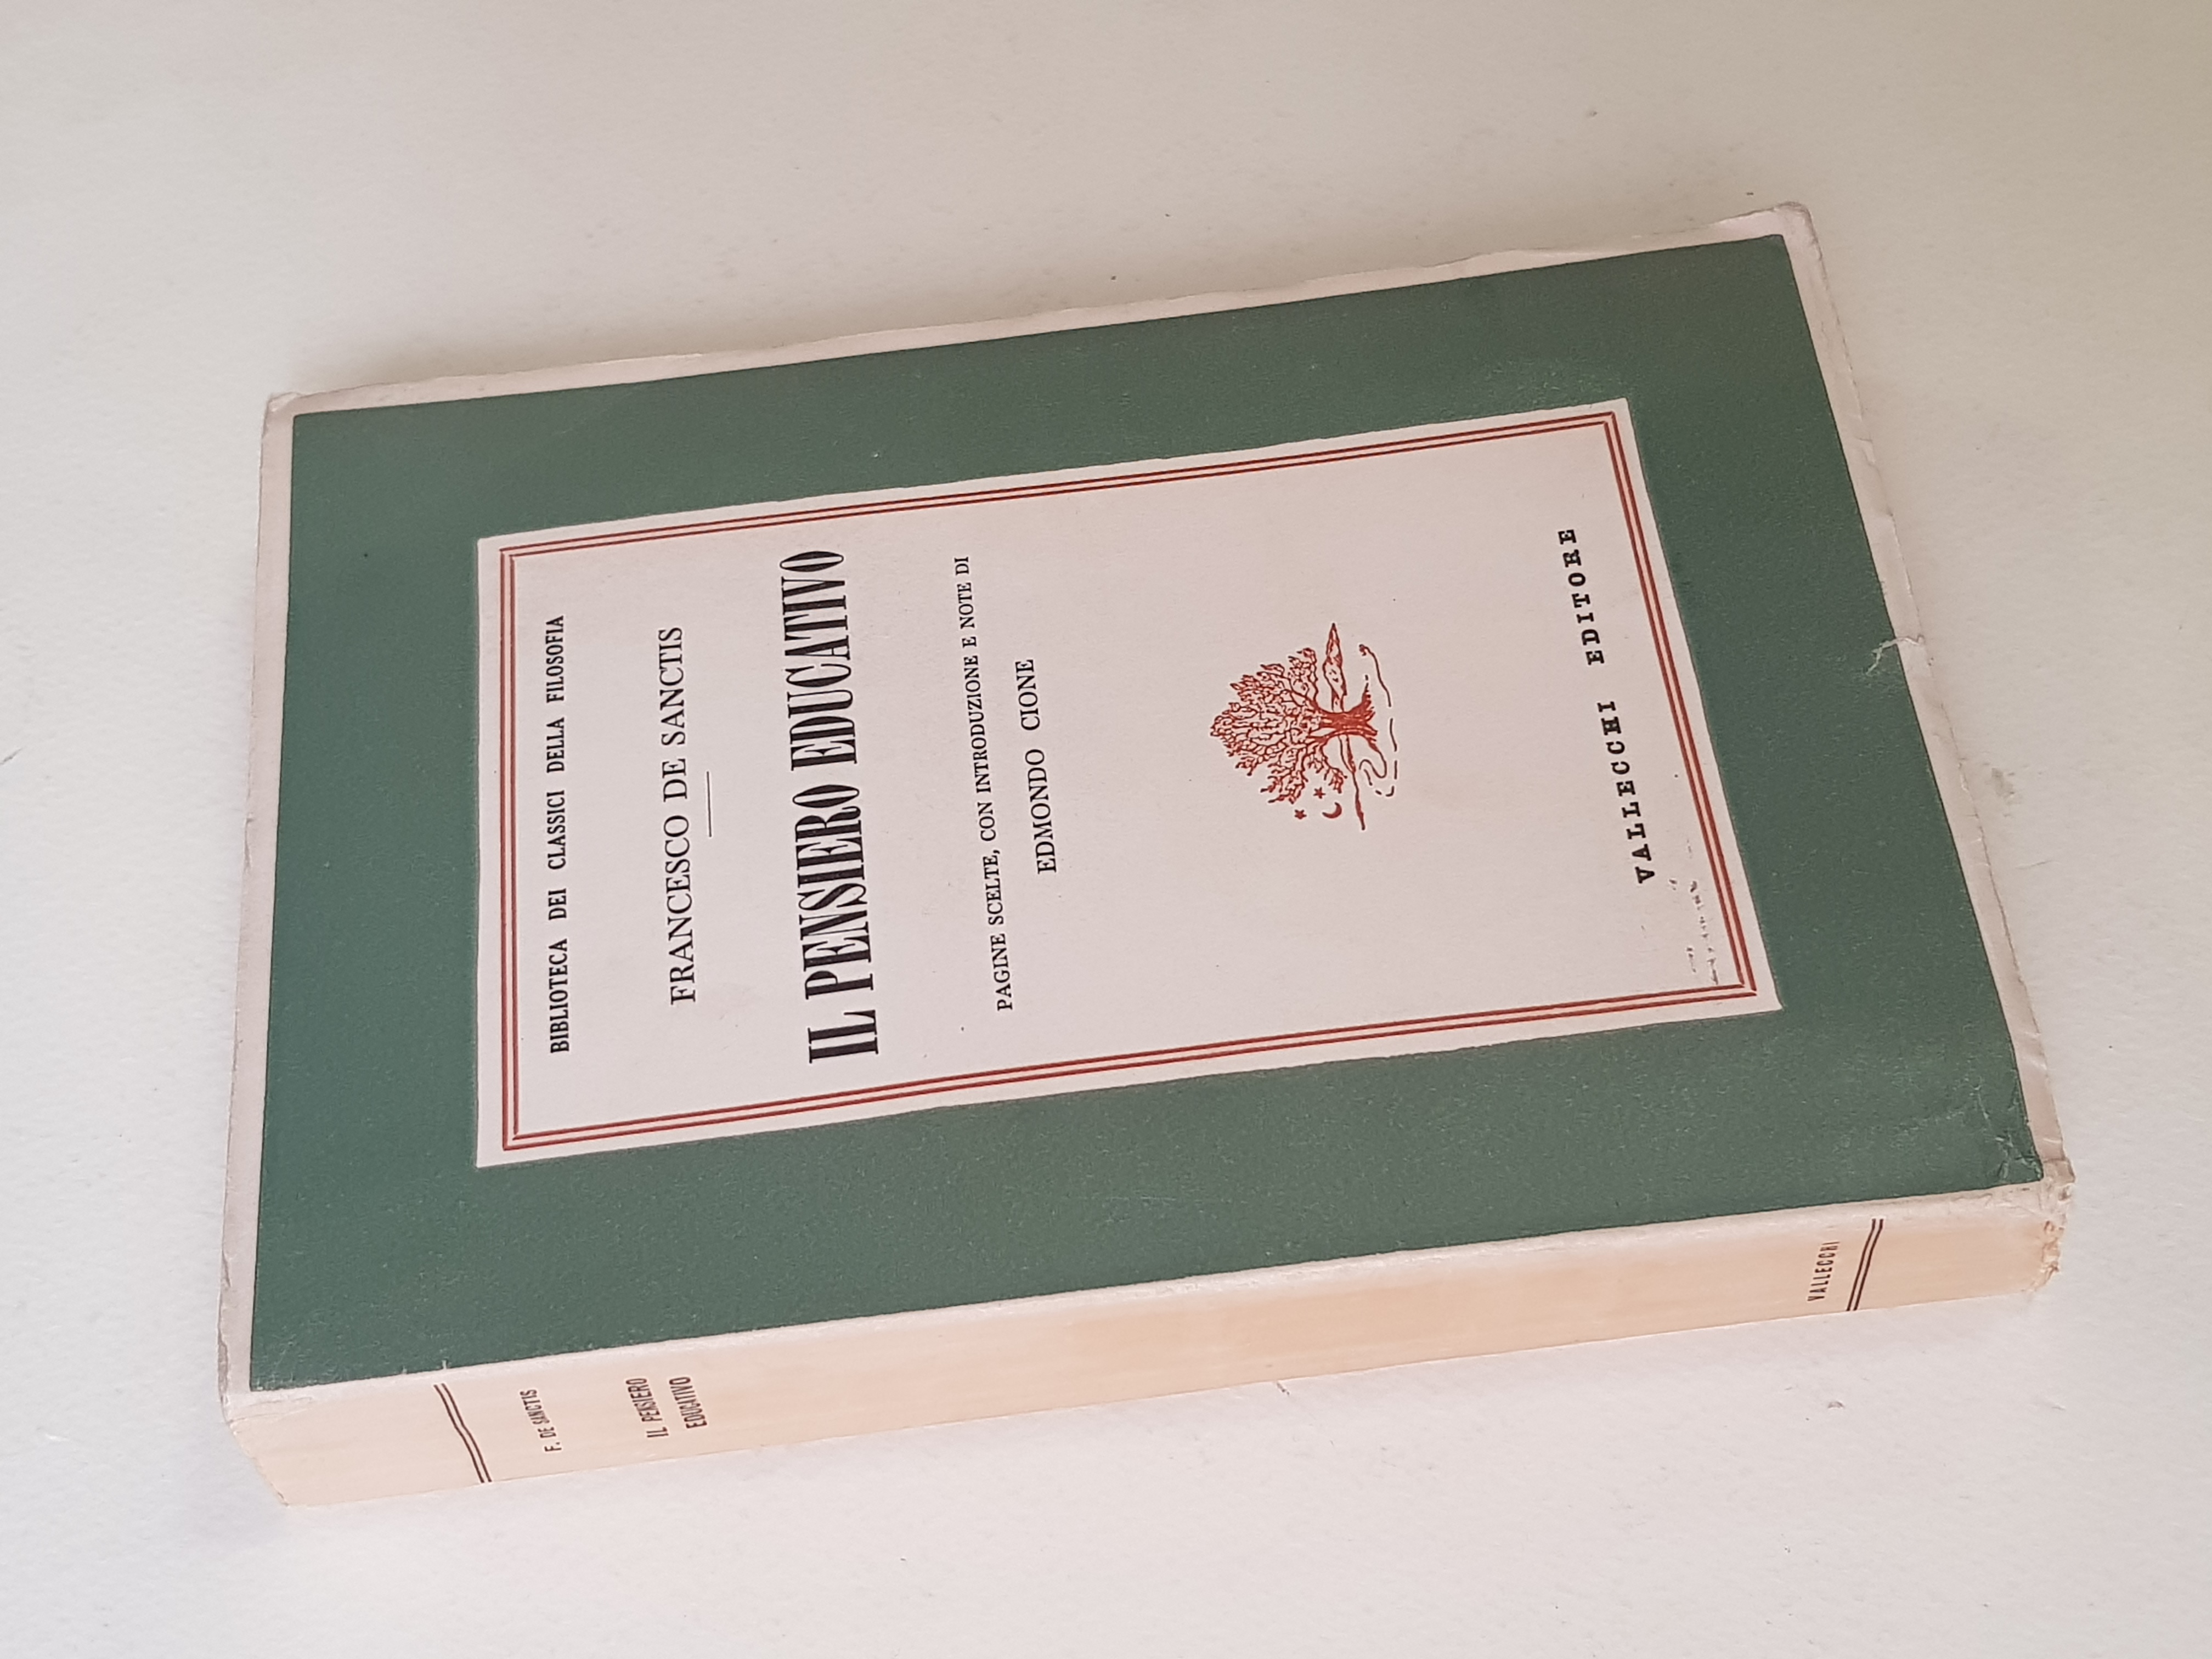 BIBLIOTECA DEI CLASSICI DELLA FILOSOFIA
FRANCESCO DE SANCTIS
IL PENSIERO EDUCATIVO
PAGINE SCELTE, CON INTRODUZIONE E NOTE DI
EDMONDO CIONE
VALLECCHI EDITORE
F. DE SANCTIS
IL PENSIERO
EDUCATIVO
VALLECCHI